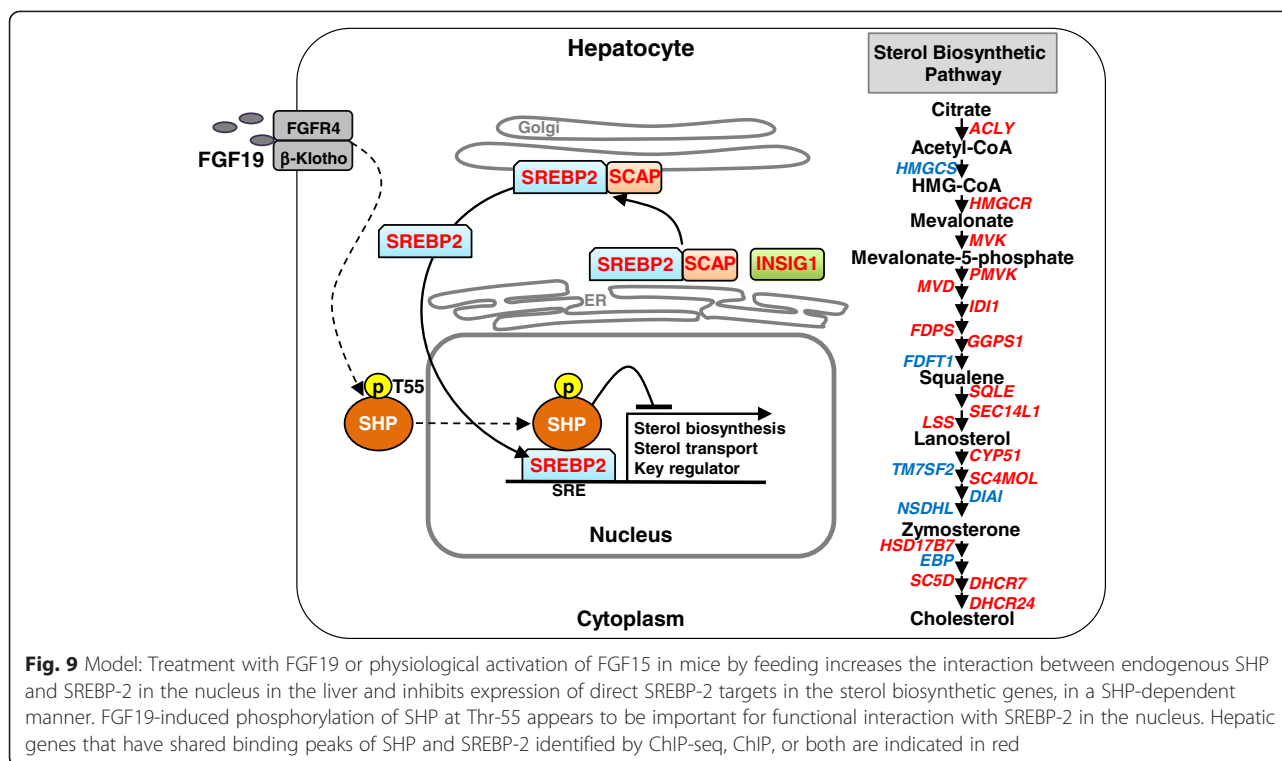 Hepatocyte
Sterol Biosynthetic
Pathway
FGFR4
β-Klotho
FGF19
Golgi
SREBP2 SCAP
SREBP2
SREBP2 SCAP INSIG1
ER
p T55
SHP
p
SHP
SREBP2
SRE
Sterol biosynthesis
Sterol transport
Key regulator
Nucleus
Cytoplasm
Citrate
ACLY
Acetyl-CoA
HMGCS
HMG-CoA
HMGCR
Mevalonate
MVK
Mevalonate-5-phosphate
PMVK
MVD
IDI1
FDPS
GGPS1
FDFT1
Squalene
SQLE
SEC14L1
LSS
Lanosterol
CYP51
TM7SF2
SC4MOL
DIAI
NSDHL
Zymosterone
HSD17B7
EBP
SC5D
DHCR7
DHCR24
Cholesterol
Fig. 9 Model: Treatment with FGF19 or physiological activation of FGF15 in mice by feeding increases the interaction between endogenous SHP
and SREBP-2 in the nucleus in the liver and inhibits expression of direct SREBP-2 targets in the sterol biosynthetic genes, in a SHP-dependent
manner. FGF19-induced phosphorylation of SHP at Thr-55 appears to be important for functional interaction with SREBP-2 in the nucleus. Hepatic
genes that have shared binding peaks of SHP and SREBP-2 identified by ChIP-seq, ChIP, or both are indicated in red